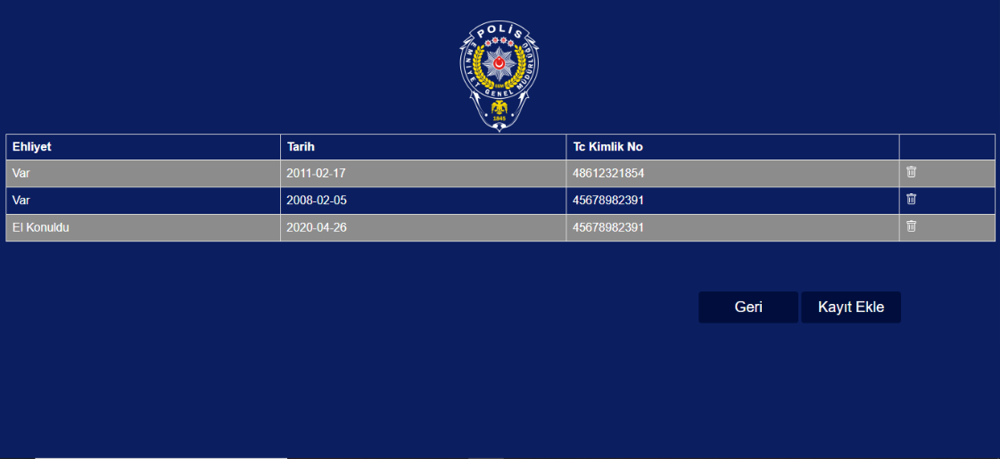 POLİS
EMNİYET GENEL MÜDÜRLÜĞÜ
EGM
1845
Ehliyet Tarih Tc Kimlik No
Var 2011-02-17 48612321854
Var 2008-02-05 45678982391
El Konuldu 2020-04-26 45678982391
Geri Kayıt Ekle